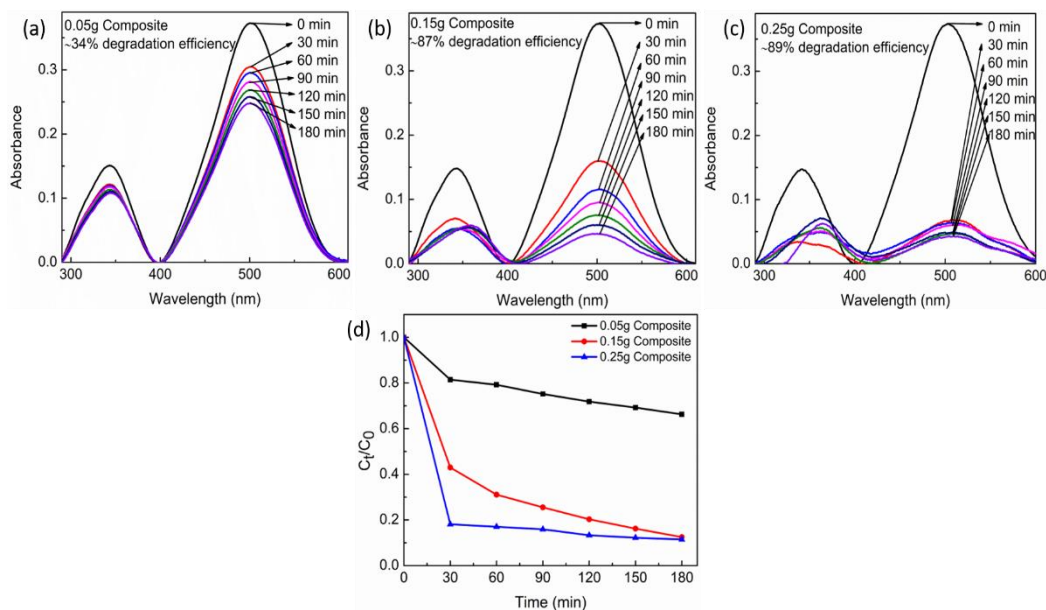 (a)
0.05g Composite
~34% degradation efficiency
0 min
30 min
60 min
90 min
120 min
150 min
180 min
0.3
0.2
0.1
0.0
Absorbance
300 400 500 600
Wavelength (nm)
(b)
0.15g Composite
~87% degradation efficiency
0 min
30 min
60 min
90 min
120 min
150 min
180 min
0.3
0.2
0.1
0.0
Absorbance
300 400 500 600
Wavelength (nm)
(c)
0.25g Composite
~89% degradation efficiency
0 min
30 min
60 min
90 min
120 min
150 min
180 min
0.3
0.2
0.1
0.0
Absorbance
300 400 500 600
Wavelength (nm)
(d)
0.05g Composite
0.15g Composite
0.25g Composite
1.0
0.8
0.6
0.4
0.2
0.0
Ct/C0
0 30 60 90 120 150 180
Time (min)